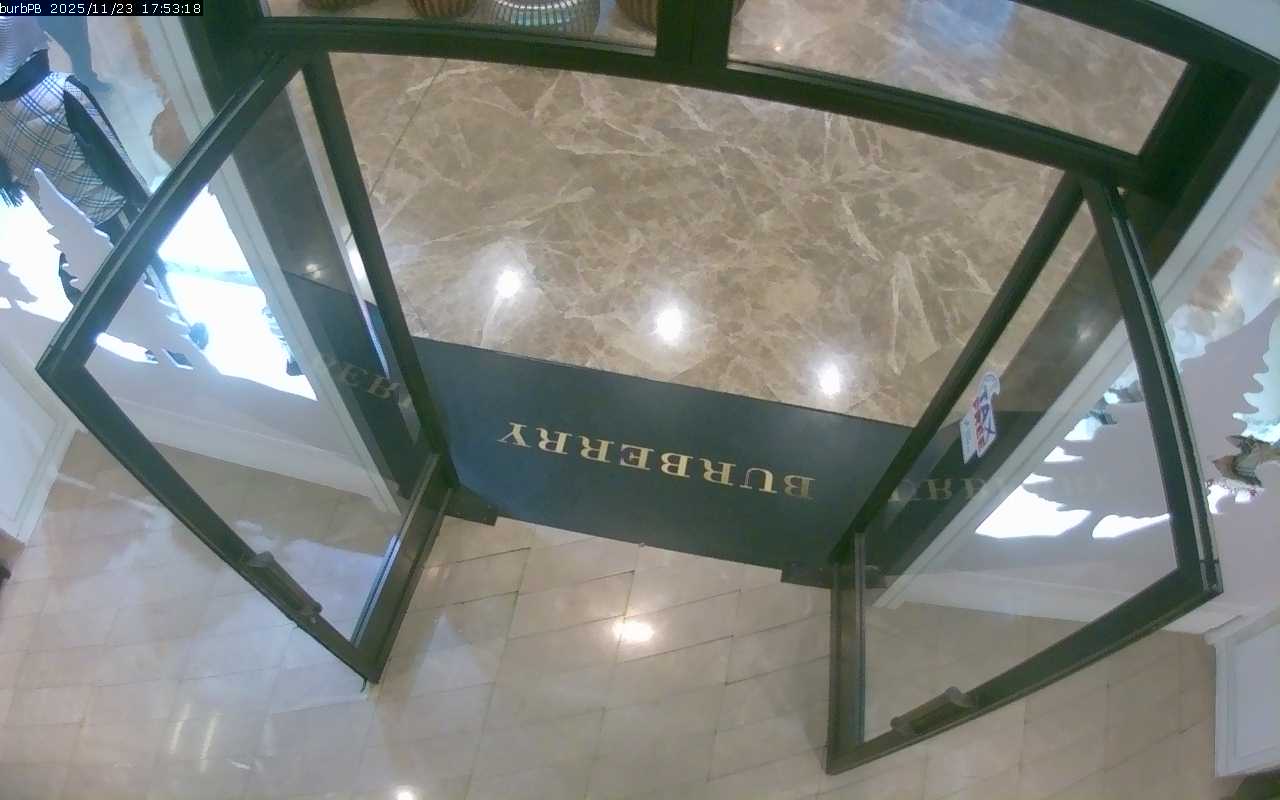 burbPB 2025/11/23 17:53:18
BURBERRY
TAX
FREE